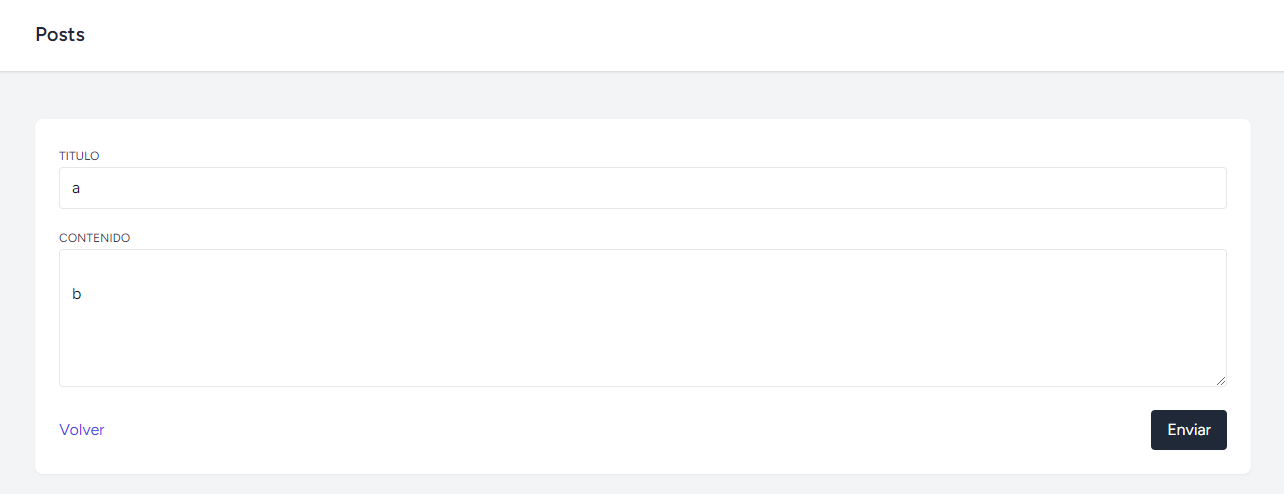 Posts
TITULO
a
CONTENIDO
b
Volver
Enviar